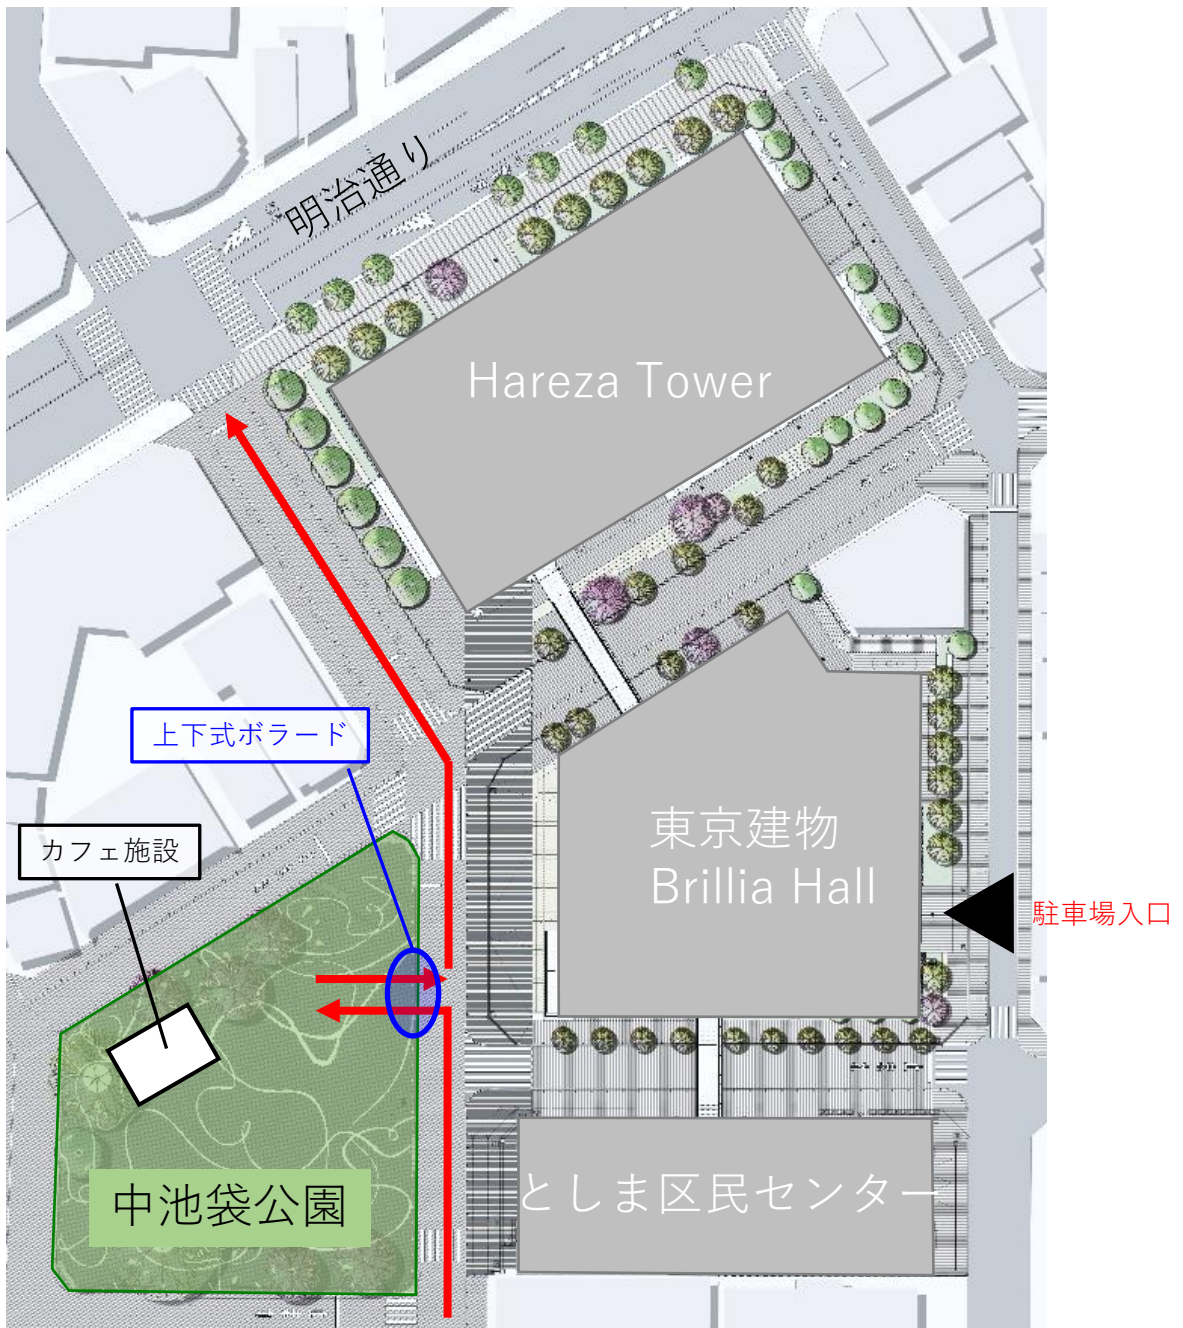 明治通り
Hareza Tower
上下式ボラード
カフェ施設
東京建物
Brillia Hall
駐車場入口
中池袋公園
としま区民センター